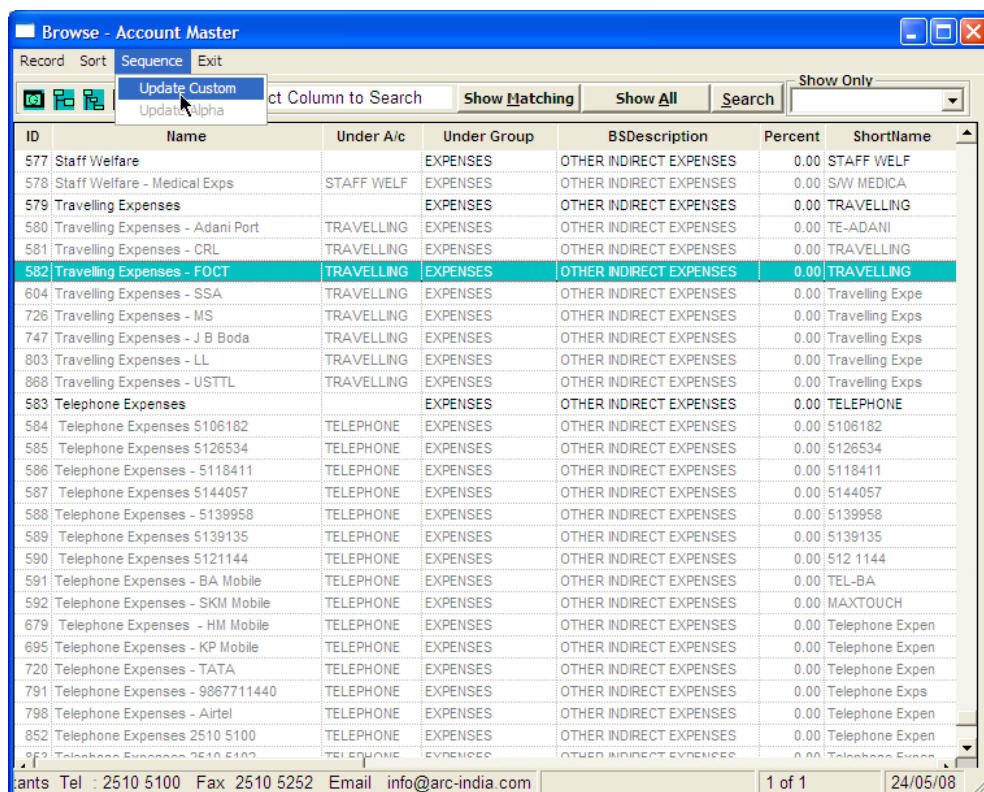 Browse - Account Master
Record Sort Sequence Exit
Update Custom
Update Alpha
ct Column to Search Show Matching Show All Search Show Only
ID Name Under A/c Under Group BSDescription Percent ShortName
577 Staff Welfare EXPENSES OTHER INDIRECT EXPENSES 0.00 STAFF WELF
578 Staff Welfare - Medical Exps STAFF WELF EXPENSES OTHER INDIRECT EXPENSES 0.00 S/W MEDICA
579 Travelling Expenses EXPENSES OTHER INDIRECT EXPENSES 0.00 TRAVELLING
580 Travelling Expenses - Adani Port TRAVELLING EXPENSES OTHER INDIRECT EXPENSES 0.00 TE-ADANI
581 Travelling Expenses - CRL TRAVELLING EXPENSES OTHER INDIRECT EXPENSES 0.00 TRAVELLING
582 Travelling Expenses - FOCT TRAVELLING EXPENSES OTHER INDIRECT EXPENSES 0.00 TRAVELLING
604 Travelling Expenses - SSA TRAVELLING EXPENSES OTHER INDIRECT EXPENSES 0.00 Travelling Expe
726 Travelling Expenses - MS TRAVELLING EXPENSES OTHER INDIRECT EXPENSES 0.00 Travelling Exps
747 Travelling Expenses - J B Boda TRAVELLING EXPENSES OTHER INDIRECT EXPENSES 0.00 Travelling Exps
803 Travelling Expenses - LL TRAVELLING EXPENSES OTHER INDIRECT EXPENSES 0.00 Travelling Expe
868 Travelling Expenses - USTTL TRAVELLING EXPENSES OTHER INDIRECT EXPENSES 0.00 Travelling Exps
583 Telephone Expenses EXPENSES OTHER INDIRECT EXPENSES 0.00 TELEPHONE
584 Telephone Expenses 5106182 TELEPHONE EXPENSES OTHER INDIRECT EXPENSES 0.00 5106182
585 Telephone Expenses 5126534 TELEPHONE EXPENSES OTHER INDIRECT EXPENSES 0.00 5126534
586 Telephone Expenses - 5118411 TELEPHONE EXPENSES OTHER INDIRECT EXPENSES 0.00 5118411
587 Telephone Expenses 5144057 TELEPHONE EXPENSES OTHER INDIRECT EXPENSES 0.00 5144057
588 Telephone Expenses - 5139958 TELEPHONE EXPENSES OTHER INDIRECT EXPENSES 0.00 5139958
589 Telephone Expenses 5139135 TELEPHONE EXPENSES OTHER INDIRECT EXPENSES 0.00 5139135
590 Telephone Expenses 5121144 TELEPHONE EXPENSES OTHER INDIRECT EXPENSES 0.00 512 1144
591 Telephone Expenses - BA Mobile TELEPHONE EXPENSES OTHER INDIRECT EXPENSES 0.00 TEL-BA
592 Telephone Expenses - SKM Mobile TELEPHONE EXPENSES OTHER INDIRECT EXPENSES 0.00 MAXTOUCH
679 Telephone Expenses - HM Mobile TELEPHONE EXPENSES OTHER INDIRECT EXPENSES 0.00 Telephone Expen
695 Telephone Expenses - KP Mobile TELEPHONE EXPENSES OTHER INDIRECT EXPENSES 0.00 Telephone Expen
720 Telephone Expenses - TATA TELEPHONE EXPENSES OTHER INDIRECT EXPENSES 0.00 Telephone Expen
791 Telephone Expenses - 9867711440 TELEPHONE EXPENSES OTHER INDIRECT EXPENSES 0.00 Telephone Exps
798 Telephone Expenses - Airtel TELEPHONE EXPENSES OTHER INDIRECT EXPENSES 0.00 Telephone Expen
852 Telephone Expenses 2510 5100 TELEPHONE EXPENSES OTHER INDIRECT EXPENSES 0.00 Telephone Expen
853 Telephone Expenses 2510 5102 TELEPHONE EXPENSES OTHER INDIRECT EXPENSES 0.00 Telephone Expen
tants Tel : 2510 5100 Fax 2510 5252 Email info@arc-india.com 1 of 1 24/05/08